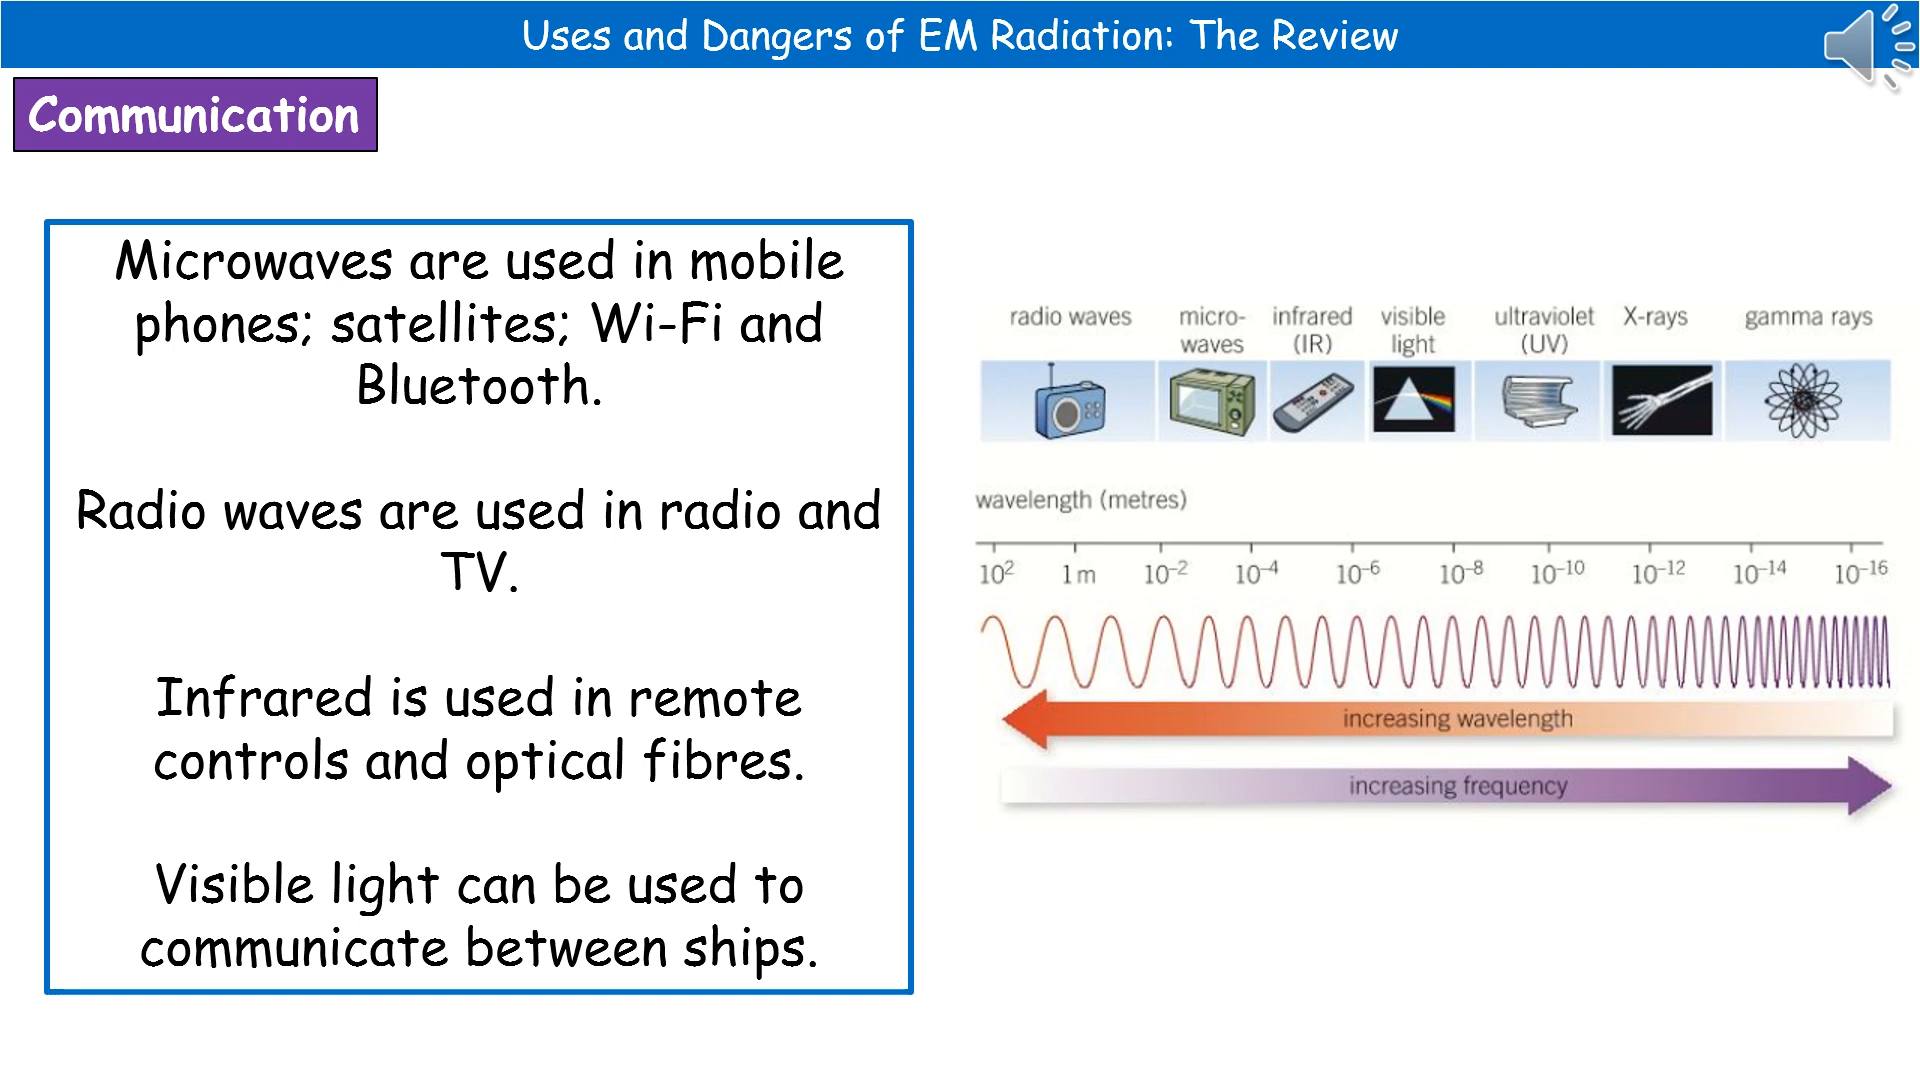 Uses and Dangers of EM Radiation: The Review
Communication
Microwaves are used in mobile
phones; satellites; Wi-Fi and
Bluetooth.
Radio waves are used in radio and
TV.
Infrared is used in remote
controls and optical fibres.
Visible light can be used to
communicate between ships.
radio waves micro- infrared visible ultraviolet X-rays gamma rays
waves (IR) light (UV)
wavelength (metres)
10² 1 m 10⁻² 10⁻⁴ 10⁻⁶ 10⁻⁸ 10⁻¹⁰ 10⁻¹² 10⁻¹⁴ 10⁻¹⁶
increasing wavelength
increasing frequency